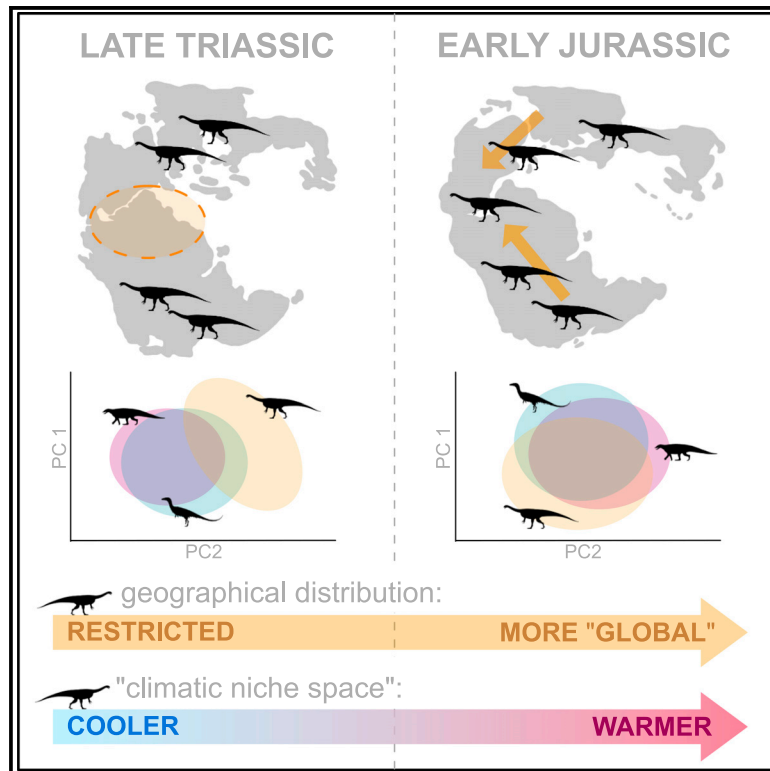 LATE TRIASSIC
EARLY JURASSIC
PC 1
PC2
PC 1
PC2
geographical distribution:
RESTRICTED
MORE "GLOBAL"
"climatic niche space":
COOLER
WARMER